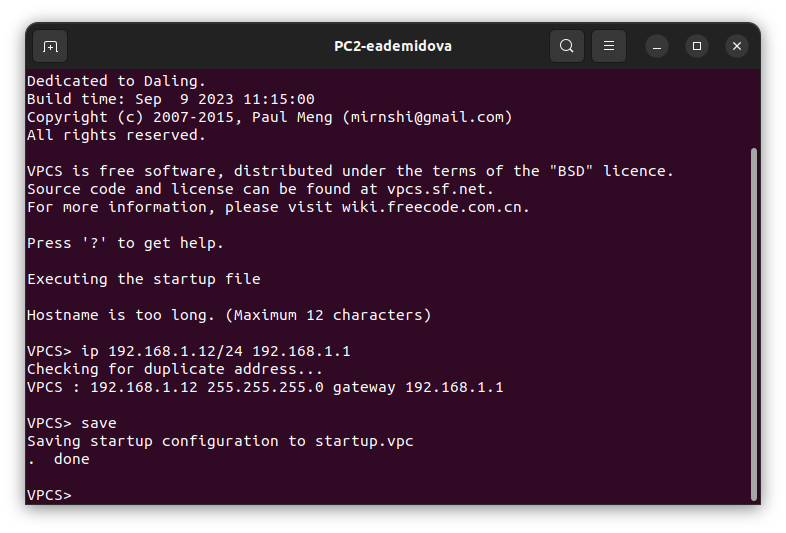 PC2-eademidova
Dedicated to Daling.
Build time: Sep  9 2023 11:15:00
Copyright (c) 2007-2015, Paul Meng (mirnshi@gmail.com)
All rights reserved.
VPCS is free software, distributed under the terms of the "BSD" licence.
Source code and license can be found at vpcs.sf.net.
For more information, please visit wiki.freecode.com.cn.
Press '?' to get help.
Executing the startup file
Hostname is too long. (Maximum 12 characters)
VPCS> ip 192.168.1.12/24 192.168.1.1
Checking for duplicate address...
VPCS : 192.168.1.12 255.255.255.0 gateway 192.168.1.1
VPCS> save
Saving startup configuration to startup.vpc
.  done
VPCS>